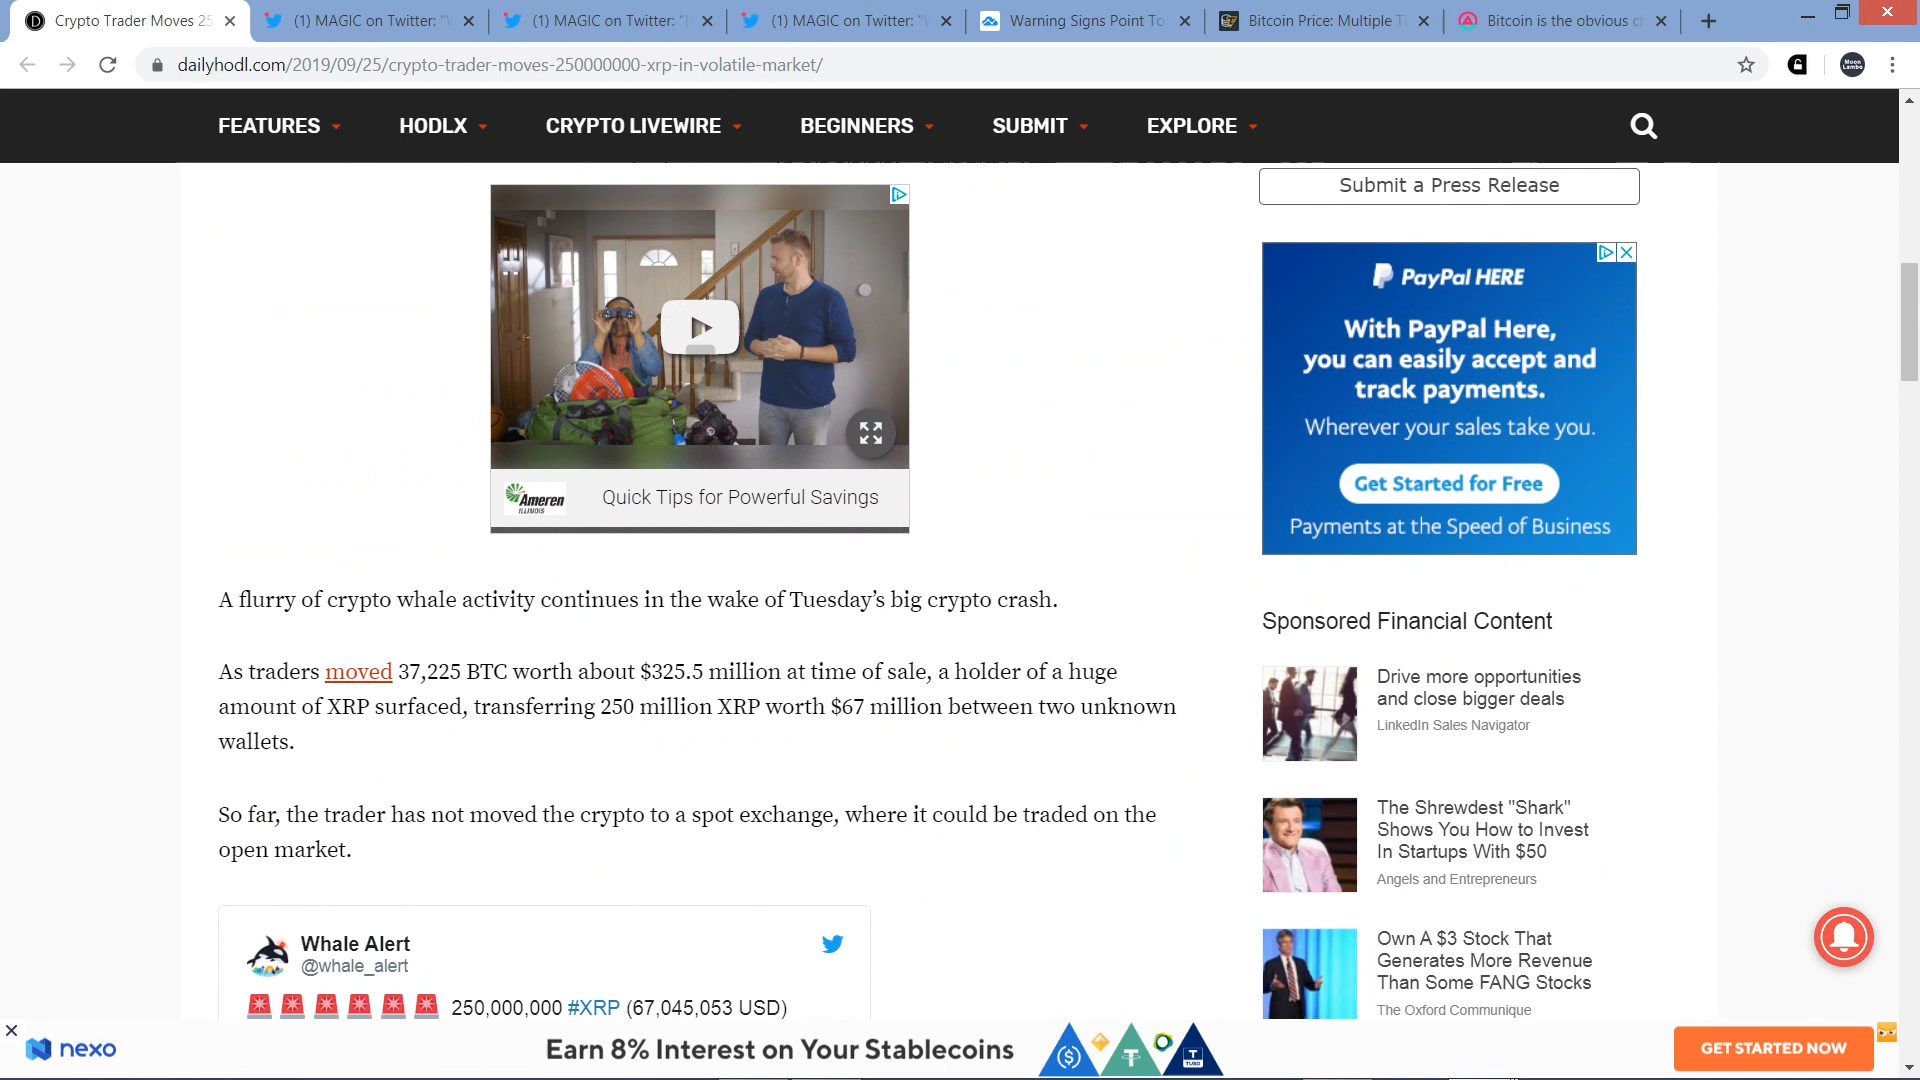 Crypto Trader Moves 25
(1) MAGIC on Twitter: "
(1) MAGIC on Twitter: "
(1) MAGIC on Twitter: "
Warning Signs Point To
Bitcoin Price: Multiple T
Bitcoin is the obvious c
dailyhodl.com/2019/09/25/crypto-trader-moves-250000000-xrp-in-volatile-market/
Moon
Lambo
FEATURES
HODLX
CRYPTO LIVEWIRE
BEGINNERS
SUBMIT
EXPLORE
Submit a Press Release
Ameren
ILLINOIS
Quick Tips for Powerful Savings
PayPal HERE
With PayPal Here,
you can easily accept and
track payments.
Wherever your sales take you.
Get Started for Free
Payments at the Speed of Business
A flurry of crypto whale activity continues in the wake of Tuesday's big crypto crash.
As traders moved 37,225 BTC worth about $325.5 million at time of sale, a holder of a huge
amount of XRP surfaced, transferring 250 million XRP worth $67 million between two unknown
wallets.
So far, the trader has not moved the crypto to a spot exchange, where it could be traded on the
open market.
Whale Alert
@whale_alert
250,000,000 #XRP (67,045,053 USD)
Sponsored Financial Content
Drive more opportunities
and close bigger deals
LinkedIn Sales Navigator
The Shrewdest "Shark"
Shows You How to Invest
In Startups With $50
Angels and Entrepreneurs
Own A $3 Stock That
Generates More Revenue
Than Some FANG Stocks
The Oxford Communique
nexo
Earn 8% Interest on Your Stablecoins
GET STARTED NOW